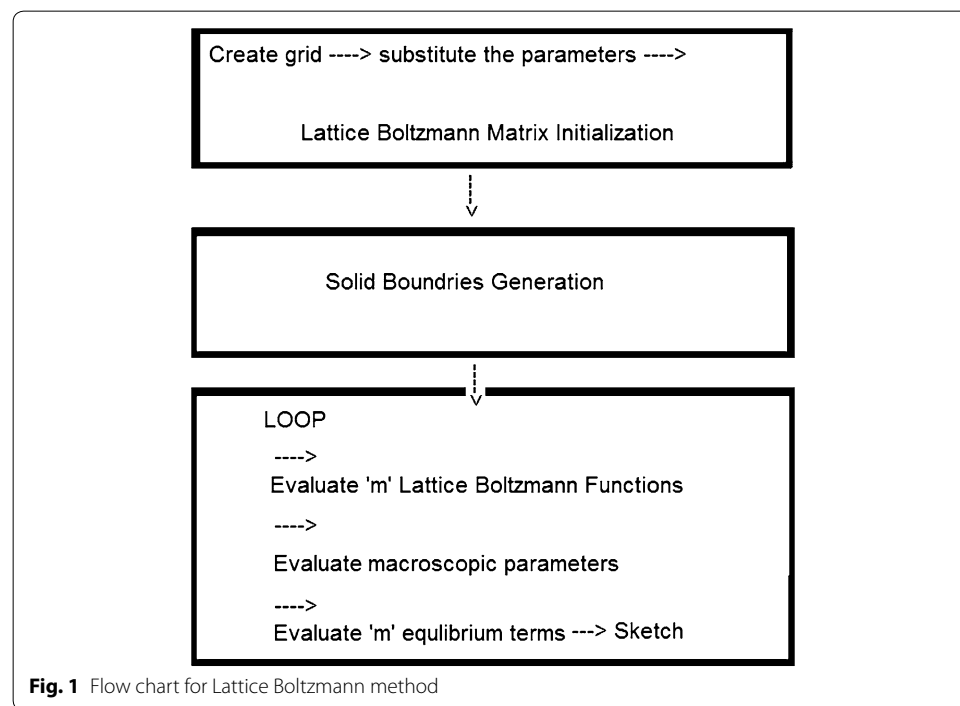 Create grid ----> substitute the parameters ---->
Lattice Boltzmann Matrix Initialization
Solid Boundries Generation
LOOP
---->
Evaluate 'm' Lattice Boltzmann Functions
---->
Evaluate macroscopic parameters
---->
Evaluate 'm' equlibrium terms ---> Sketch
Fig. 1 Flow chart for Lattice Boltzmann method